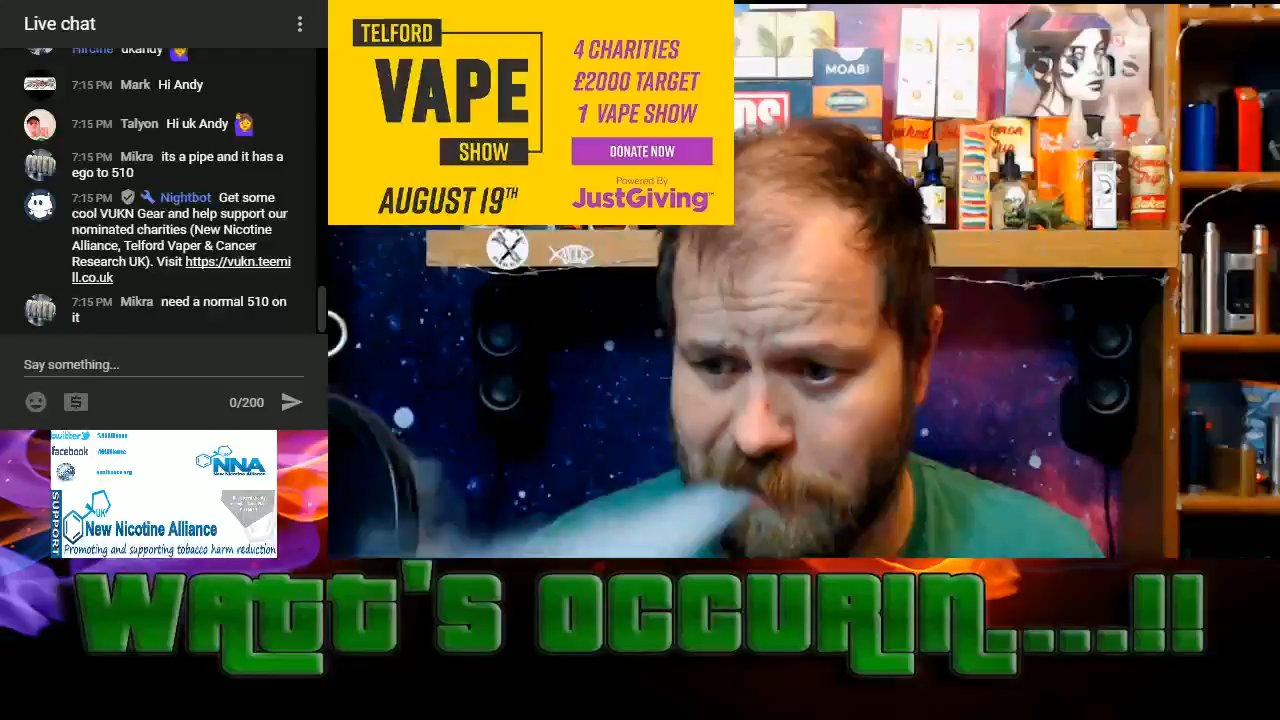 Live chat
Hircine ukandy
7:15 PM Mark Hi Andy
7:15 PM Talyon Hi uk Andy
7:15 PM Mikra its a pipe and it has a
ego to 510
7:15 PM Nightbot Get some
cool VUKN Gear and help support our
nominated charities (New Nicotine
Alliance, Telford Vaper & Cancer
Research UK). Visit https://vukn.teemi
ll.co.uk
7:15 PM Mikra need a normal 510 on
it
Say something...
0/200
TELFORD
VAPE
SHOW
AUGUST 19TH
4 CHARITIES
£2000 TARGET
1 VAPE SHOW
DONATE NOW
Powered By
JustGiving™
MOABI
twitter
facebook
NNA
New Nicotine Alliance
SUPPORT
UK
New Nicotine Alliance
Promoting and supporting tobacco harm reduction
WATT'S OCCURIN....!!